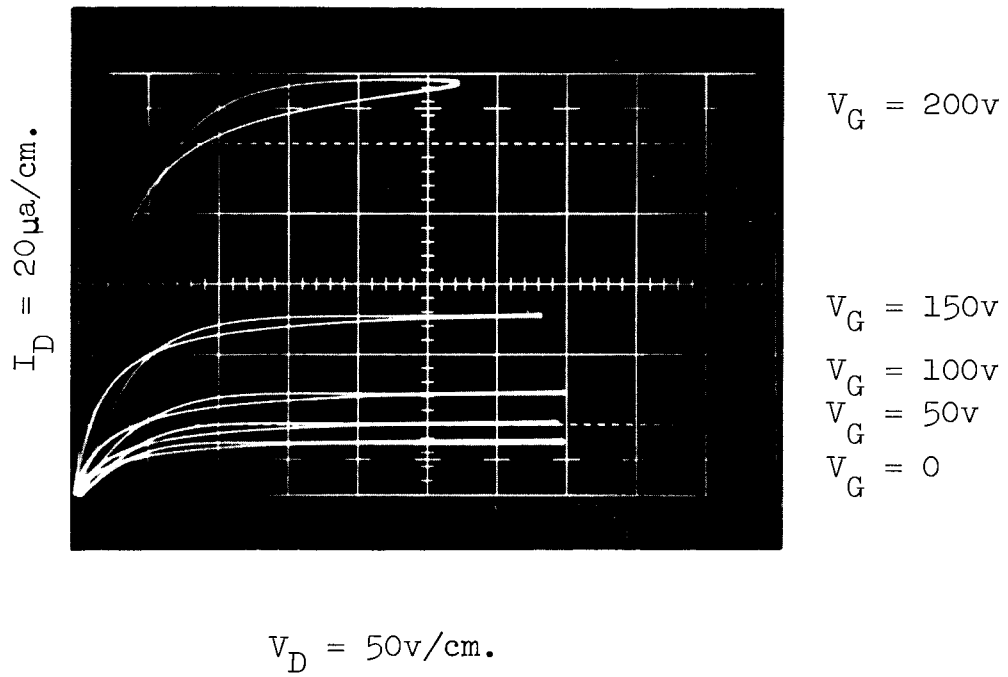 I_D = 20μa/cm.
V_G = 200v
V_G = 150v
V_G = 100v
V_G = 50v
V_G = 0
V_D = 50v/cm.